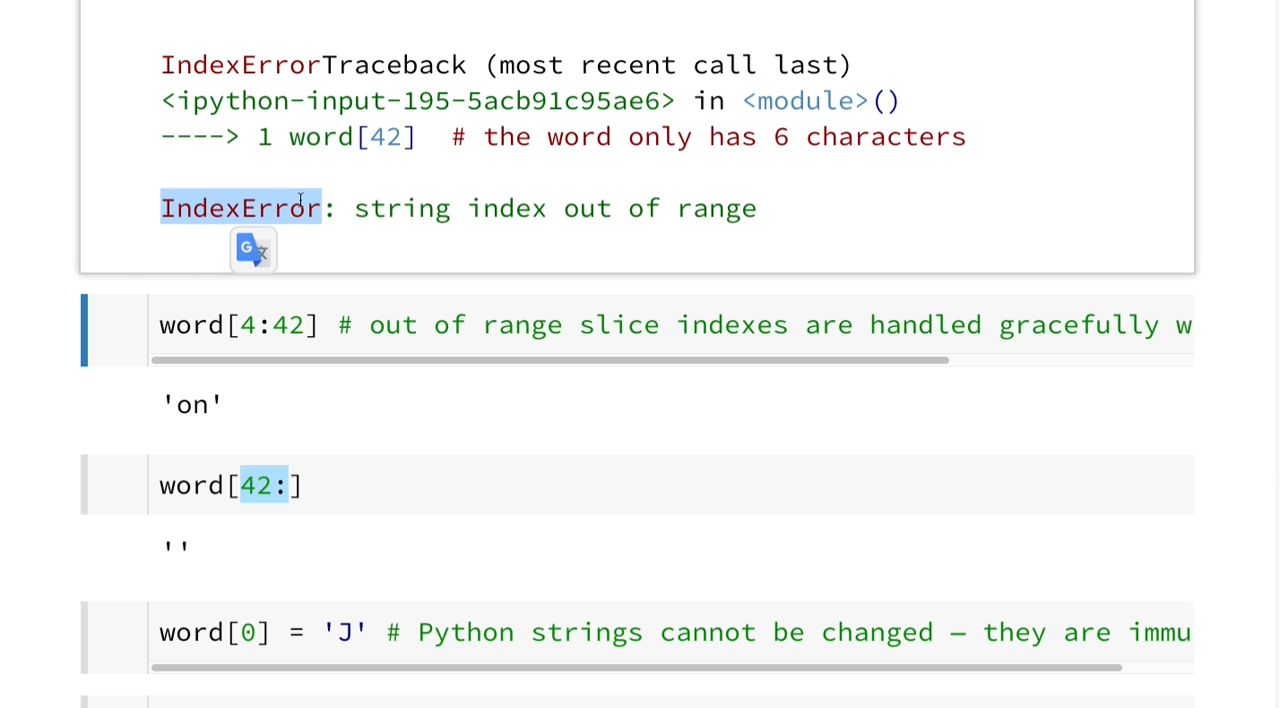 IndexErrorTraceback (most recent call last)
<ipython-input-195-5acb91c95ae6> in <module>()
----> 1 word[42]  # the word only has 6 characters
IndexError: string index out of range
G 文
word[4:42] # out of range slice indexes are handled gracefully w
'on'
word[42:]
''
word[0] = 'J' # Python strings cannot be changed — they are immu